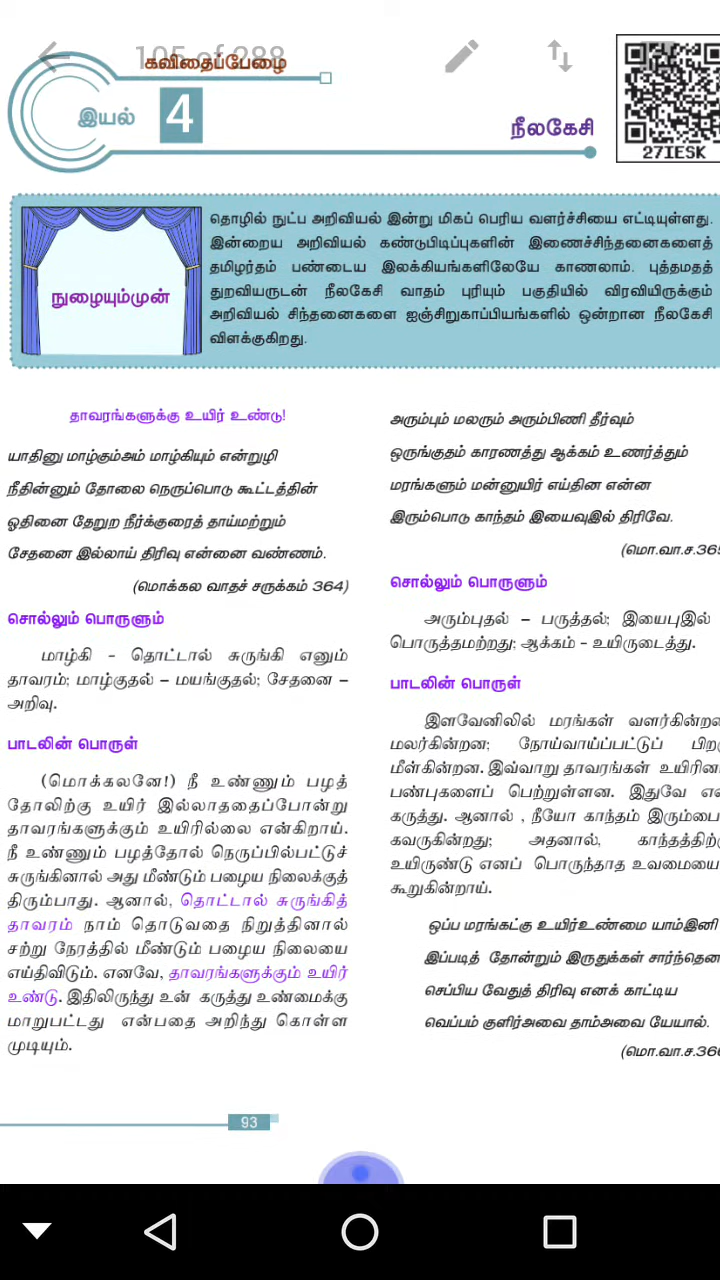 105 of 288
கவிதைப்பேழை
இயல் 4
நீலகேசி
27IESK
நுழையும்முன்
தொழில் நுட்ப அறிவியல் இன்று மிகப் பெரிய வளர்ச்சியை எட்டியுள்ளது.
இன்றைய அறிவியல் கண்டுபிடிப்புகளின் இணைச்சிந்தனைகளைத்
தமிழர்தம் பண்டைய இலக்கியங்களிலேயே காணலாம். புத்தமதத்
துறவியருடன் நீலகேசி வாதம் புரியும் பகுதியில் விரவியிருக்கும்
அறிவியல் சிந்தனைகளை ஐஞ்சிறுகாப்பியங்களில் ஒன்றான நீலகேசி
விளக்குகிறது.
தாவரங்களுக்கு உயிர் உண்டு!
யாதினு மாழ்கும்அம் மாழ்கியும் என்றுழி
நீதின்னும் தோலை நெருப்பொடு கூட்டத்தின்
ஓதினை தேறுற நீர்க்குரைத் தாய்மற்றும்
சேதனை இல்லாய் திரிவு என்னை வண்ணம்.
(மொக்கல வாதச் சருக்கம் 364)
சொல்லும் பொருளும்
மாழ்கி - தொட்டால் சுருங்கி எனும்
தாவரம்; மாழ்குதல் – மயங்குதல்; சேதனை –
அறிவு.
பாடலின் பொருள்
(மொக்கலனே!) நீ உண்ணும் பழத்
தோலிற்கு உயிர் இல்லாததைப்போன்று
தாவரங்களுக்கும் உயிரில்லை என்கிறாய்.
நீ உண்ணும் பழத்தோல் நெருப்பில்பட்டுச்
சுருங்கினால் அது மீண்டும் பழைய நிலைக்குத்
திரும்பாது. ஆனால், தொட்டால் சுருங்கித்
தாவரம் நாம் தொடுவதை நிறுத்தினால்
சற்று நேரத்தில் மீண்டும் பழைய நிலையை
எய்திவிடும். எனவே, தாவரங்களுக்கும் உயிர்
உண்டு. இதிலிருந்து உன் கருத்து உண்மைக்கு
மாறுபட்டது என்பதை அறிந்து கொள்ள
முடியும்.
அரும்பும் மலரும் அரும்பிணி தீர்வும்
ஒருங்குதம் காரணத்து ஆக்கம் உணர்த்தும்
மரங்களும் மன்னுயிர் எய்தின என்ன
இரும்பொடு காந்தம் இயைவுஇல் திரிவே.
(மொ.வா.ச.365
சொல்லும் பொருளும்
அரும்புதல் – பருத்தல்; இயைபுஇல்
பொருத்தமற்றது; ஆக்கம் – உயிருடைத்து.
பாடலின் பொருள்
இளவேனிலில் மரங்கள்
மலர்கின்றன; நோய்வாய்ப்பட்டுப்
மீள்கின்றன. இவ்வாறு தாவரங்கள்
பண்புகளைப் பெற்றுள்ளன. இதுவே
கருத்து. ஆனால் , நீயோ காந்தம்
கவருகின்றது; அதனால்,
உயிருண்டு எனப் பொருந்தாத
கூறுகின்றாய்.
ஒப்ப மரங்கட்கு உயிர்உண்மை யாம்இனி
இப்படித் தோன்றும் இருதுக்கள்
செப்பிய வேதுத் திரிவு எனக் காட்டிய
வெப்பம் குளிர்அவை தாம்அவை யேயால்.
(மொ.வா.ச.366
93